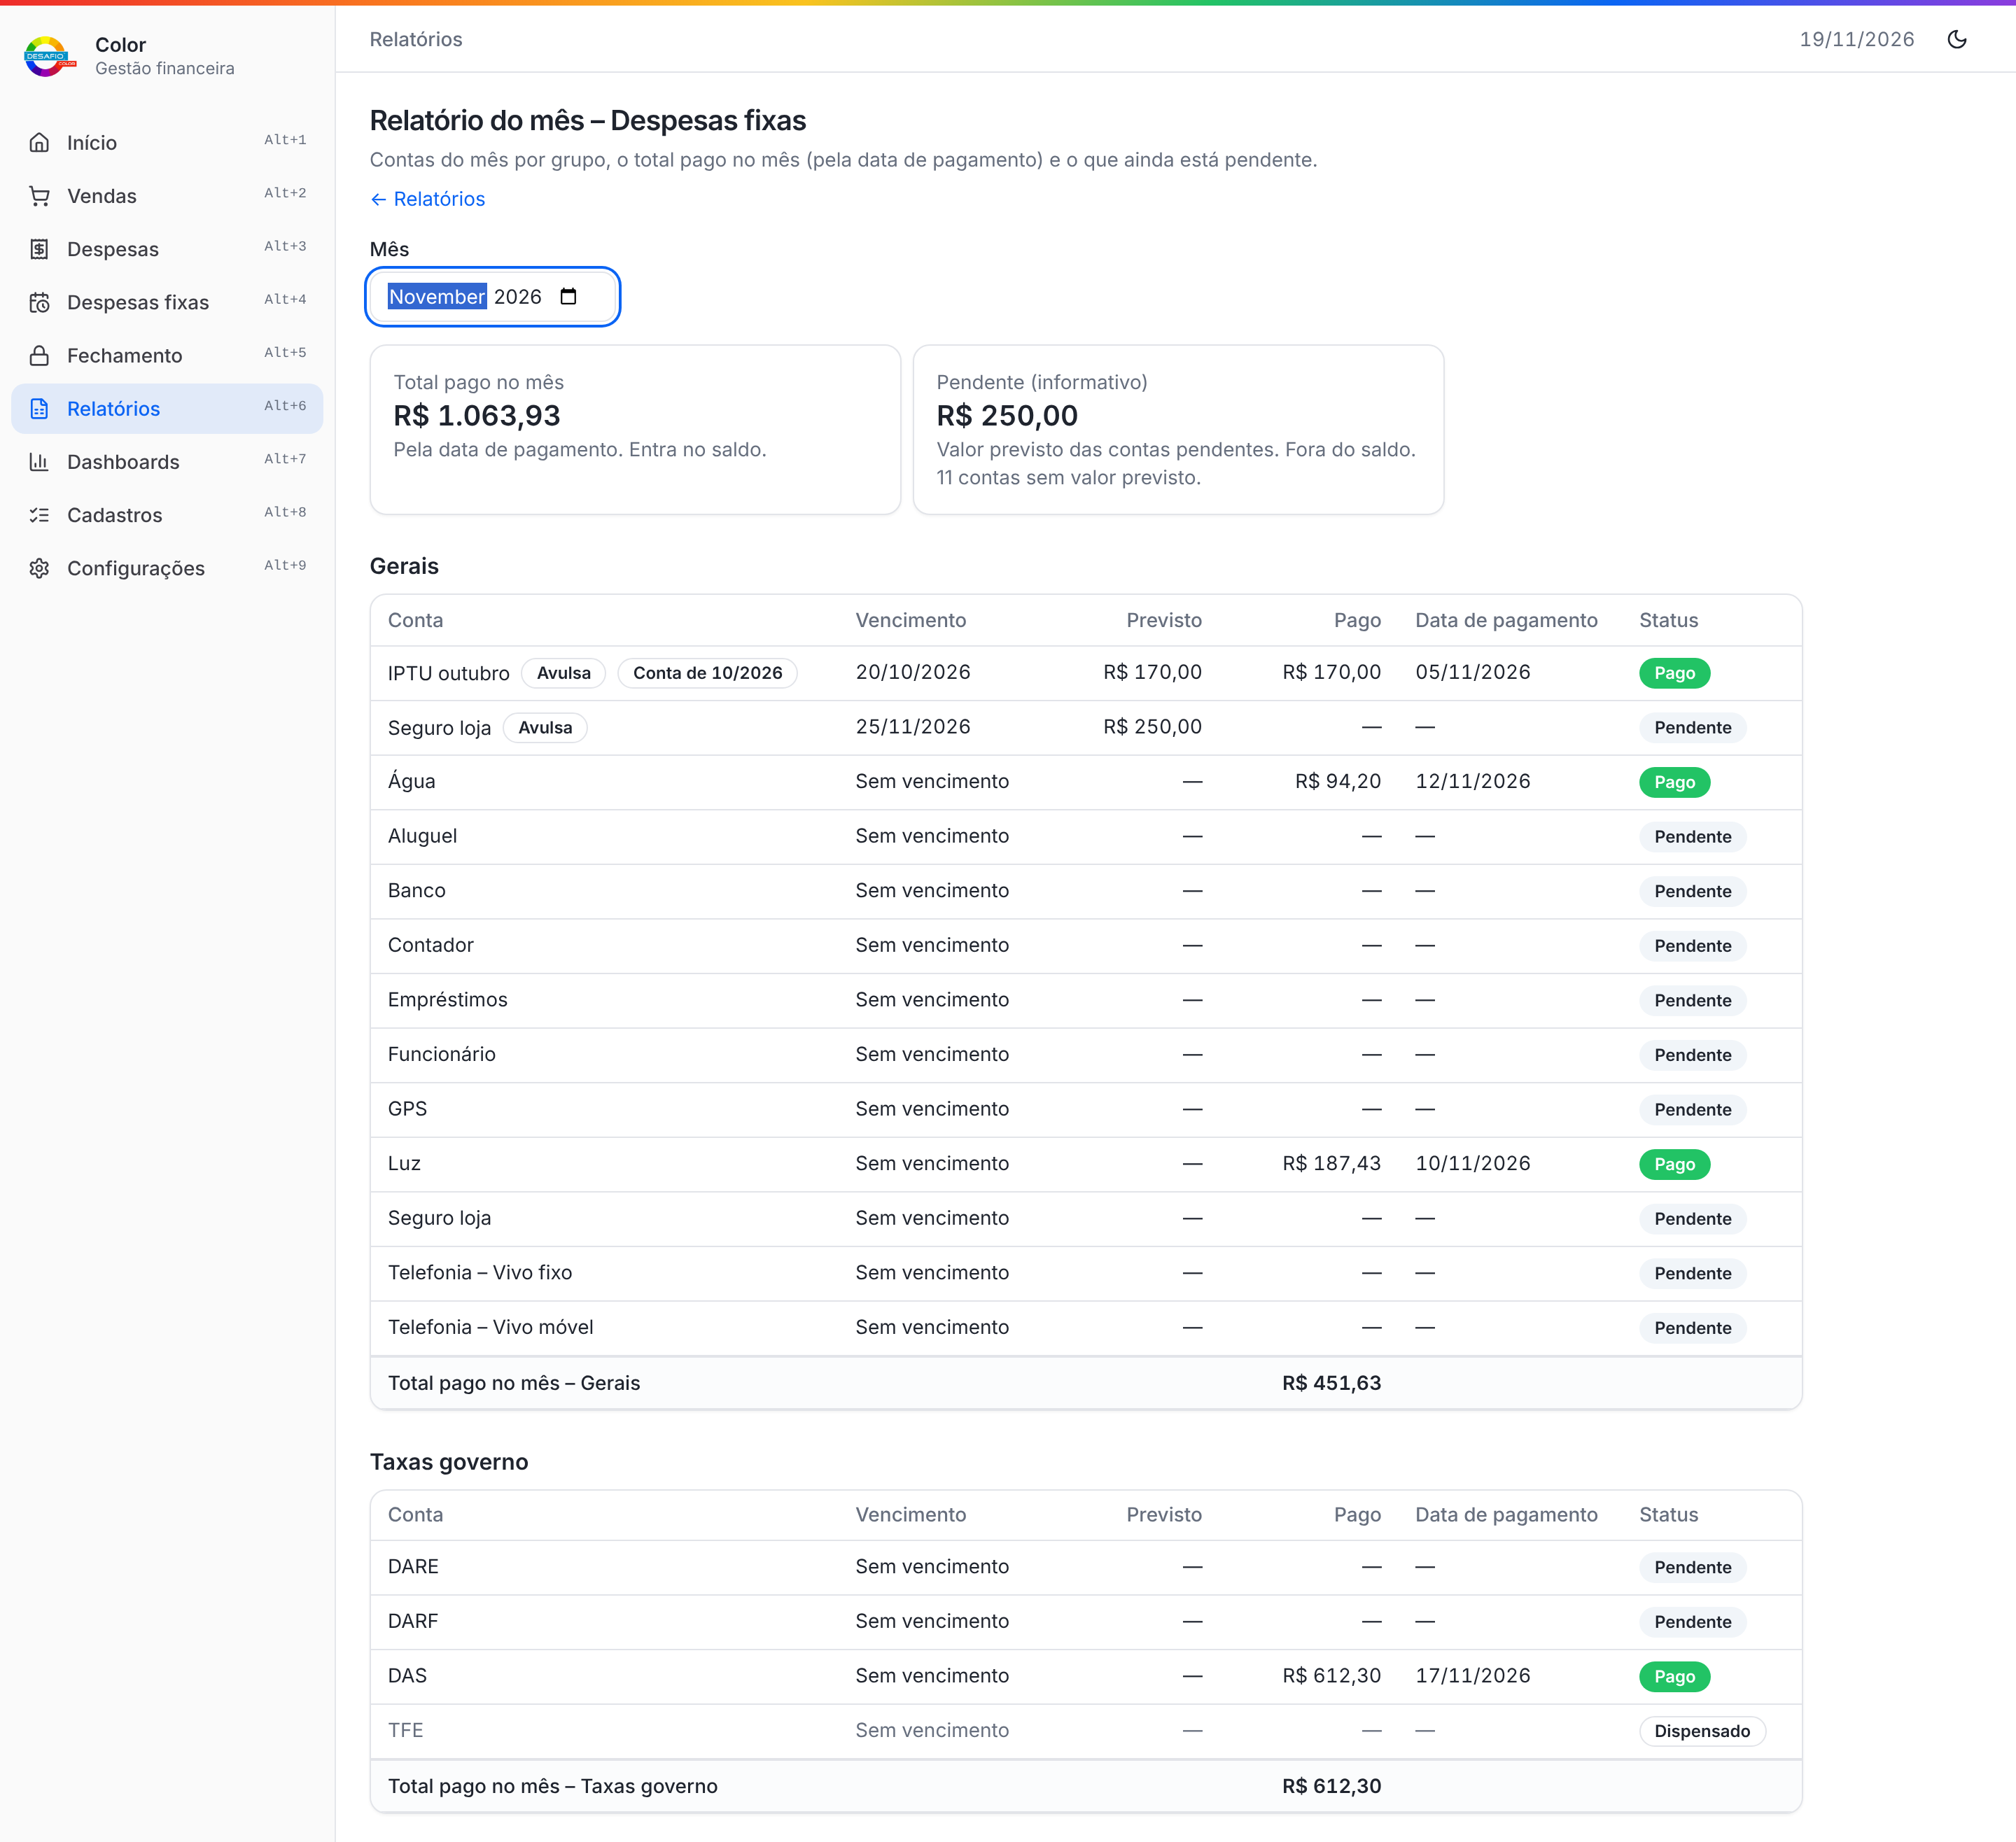 DESAFIO
COLOR
Color
Gestão financeira
Início Alt+1
Vendas Alt+2
Despesas Alt+3
Despesas fixas Alt+4
Fechamento Alt+5
Relatórios Alt+6
Dashboards Alt+7
Cadastros Alt+8
Configurações Alt+9
Relatórios 19/11/2026
Relatório do mês – Despesas fixas
Contas do mês por grupo, o total pago no mês (pela data de pagamento) e o que ainda está pendente.
← Relatórios
Mês
November 2026
Total pago no mês
R$ 1.063,93
Pela data de pagamento. Entra no saldo.
Pendente (informativo)
R$ 250,00
Valor previsto das contas pendentes. Fora do saldo.
11 contas sem valor previsto.
Gerais
Conta Vencimento Previsto Pago Data de pagamento Status
IPTU outubro Avulsa Conta de 10/2026 20/10/2026 R$ 170,00 R$ 170,00 05/11/2026 Pago
Seguro loja Avulsa 25/11/2026 R$ 250,00 — — Pendente
Água Sem vencimento — R$ 94,20 12/11/2026 Pago
Aluguel Sem vencimento — — — Pendente
Banco Sem vencimento — — — Pendente
Contador Sem vencimento — — — Pendente
Empréstimos Sem vencimento — — — Pendente
Funcionário Sem vencimento — — — Pendente
GPS Sem vencimento — — — Pendente
Luz Sem vencimento — R$ 187,43 10/11/2026 Pago
Seguro loja Sem vencimento — — — Pendente
Telefonia – Vivo fixo Sem vencimento — — — Pendente
Telefonia – Vivo móvel Sem vencimento — — — Pendente
Total pago no mês – Gerais R$ 451,63
Taxas governo
Conta Vencimento Previsto Pago Data de pagamento Status
DARE Sem vencimento — — — Pendente
DARF Sem vencimento — — — Pendente
DAS Sem vencimento — R$ 612,30 17/11/2026 Pago
TFE Sem vencimento — — — Dispensado
Total pago no mês – Taxas governo R$ 612,30